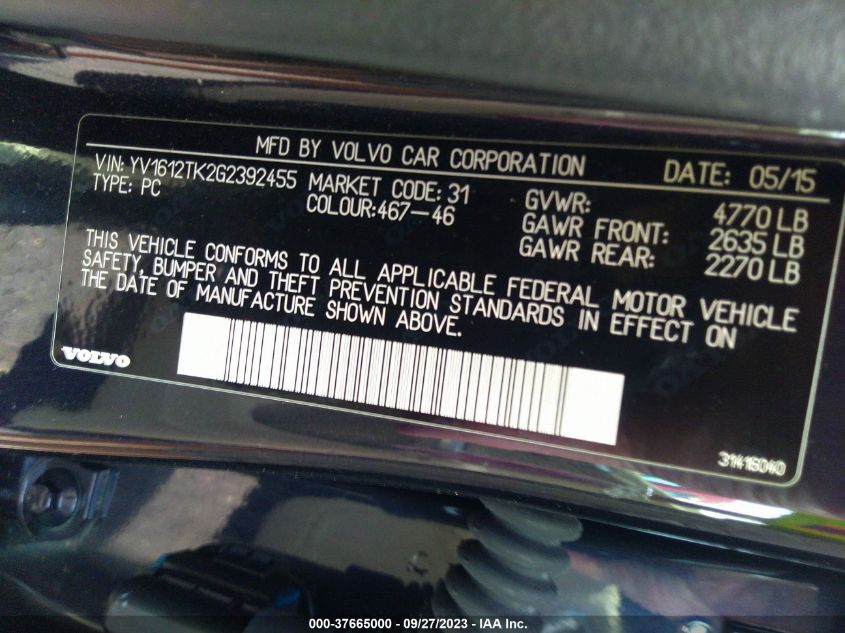 MFD BY VOLVO CAR CORPORATION DATE: 05/15
VIN: YV1612TK2G2392455
TYPE: PC
MARKET CODE: 31
COLOUR:467-46
GVWR: 4770 LB
GAWR FRONT: 2635 LB
GAWR REAR: 2270 LB
THIS VEHICLE CONFORMS TO ALL APPLICABLE FEDERAL MOTOR VEHICLE
SAFETY, BUMPER AND THEFT PREVENTION STANDARDS IN EFFECT ON
THE DATE OF MANUFACTURE SHOWN ABOVE.
VOLVO
31416040
000-37665000 - 09/27/2023 - IAA Inc.